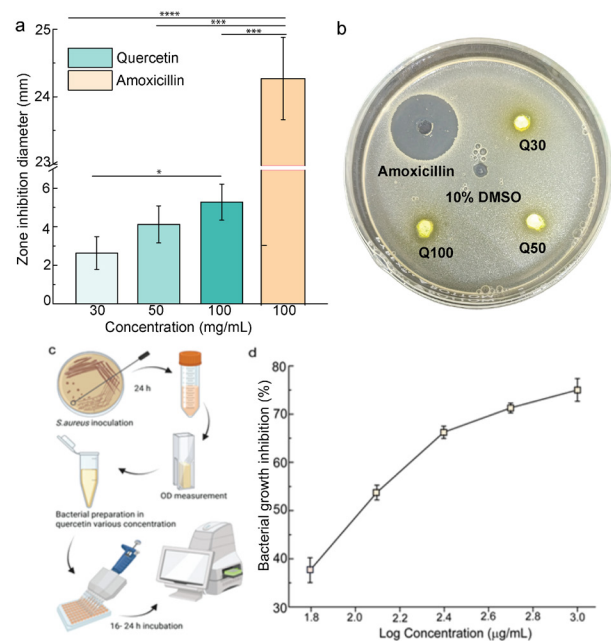 a
****
***
***
*
Quercetin
Amoxicillin
Zone inhibition diameter (mm)
25
24
23
6
4
2
0
30
50
100
100
Concentration (mg/mL)
b
Amoxicillin
Q30
10% DMSO
Q100
Q50
c
24 h
S.aureus inoculation
OD measurement
Bacterial preparation in
quercetin various concentration
16- 24 h incubation
d
Bacterial growth inhibition (%)
80
70
60
50
40
30
1.8
2.0
2.2
2.4
2.6
2.8
3.0
Log Concentration (µg/mL)